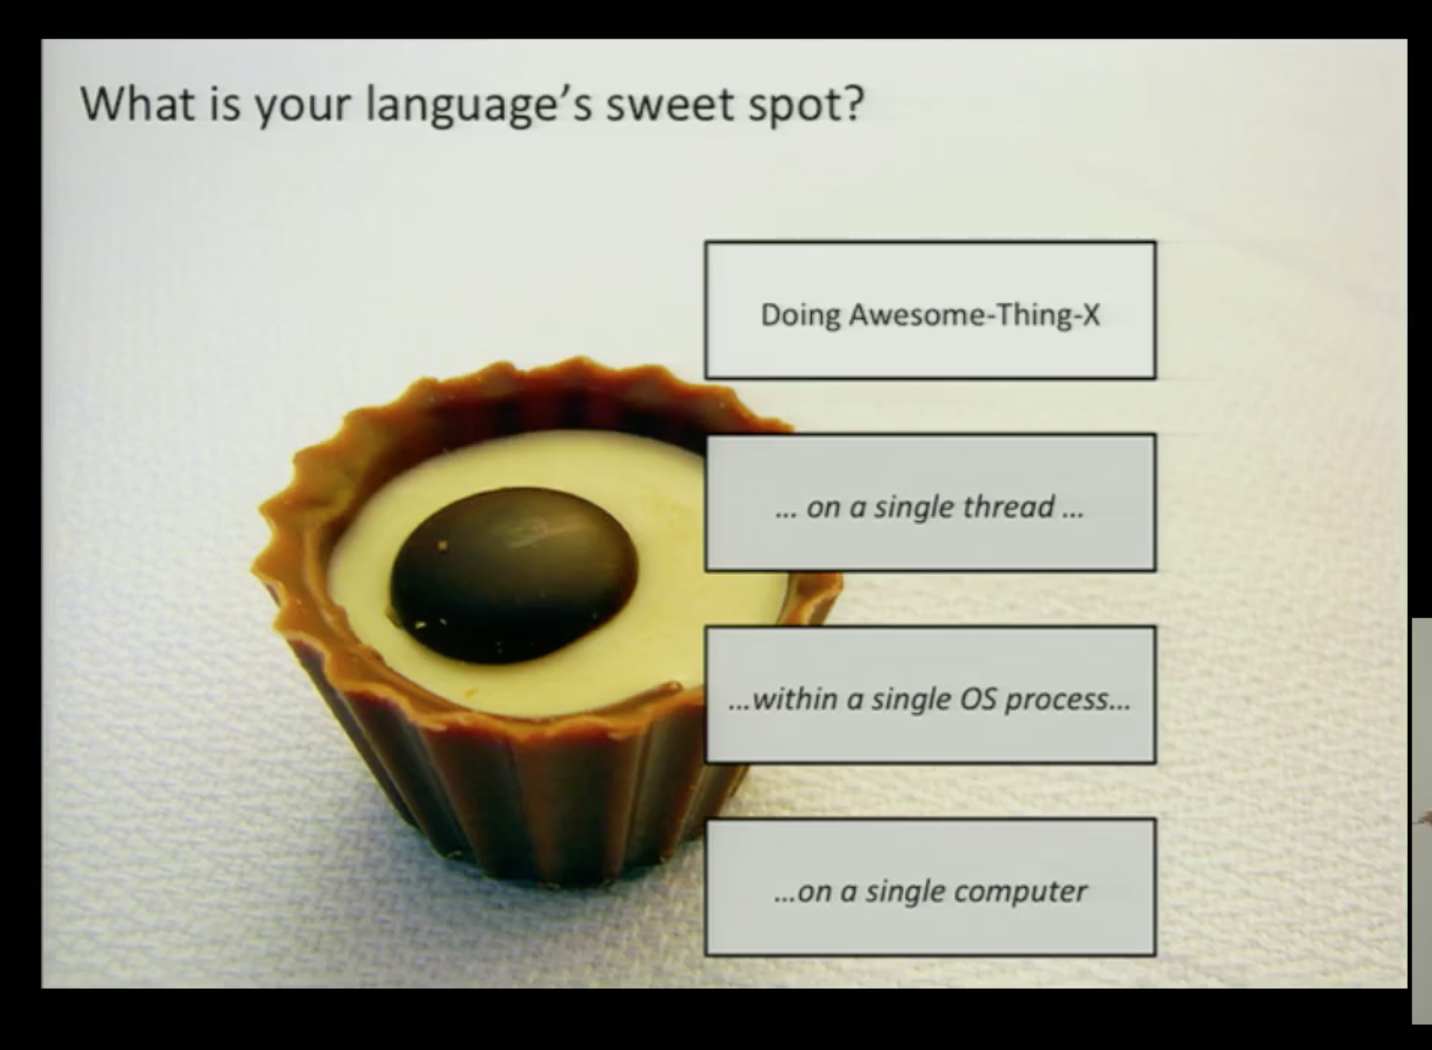 What is your language's sweet spot?
Doing Awesome-Thing-X
... on a single thread ...
...within a single OS process...
...on a single computer